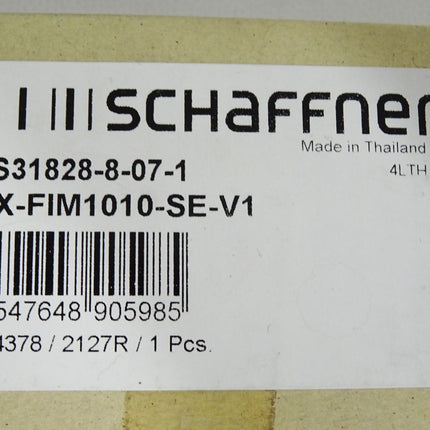 SCHAFFNER
Made in Thailand
4LTH
S31828-8-07-1
X-FIM1010-SE-V1
547648 905985
4378 / 2127R / 1 Pcs.